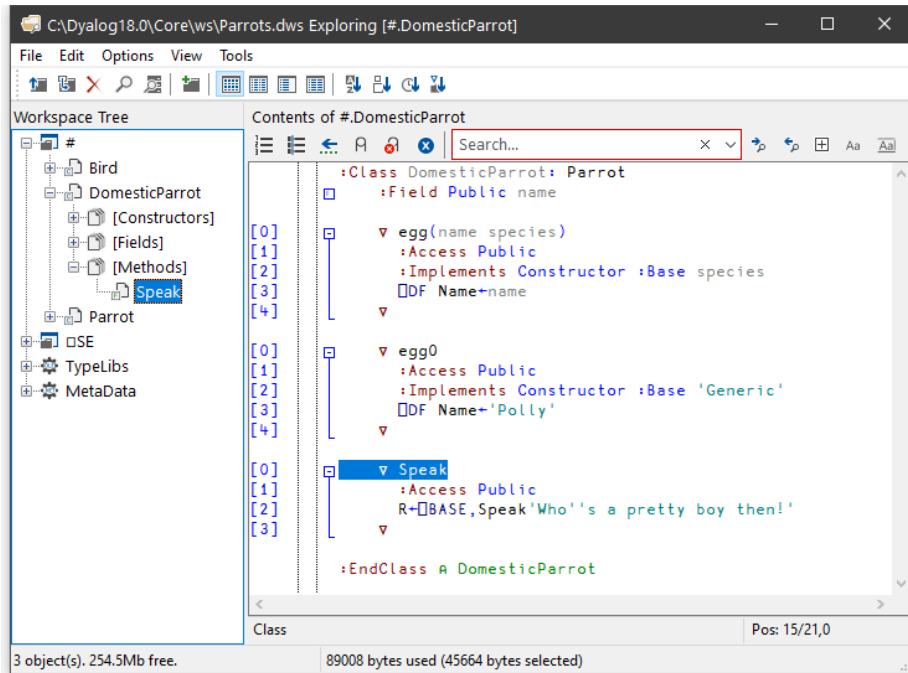 C:\Dyalog18.0\Core\ws\Parrots.dws Exploring [#.DomesticParrot]
File Edit Options View Tools
Workspace Tree
#
Bird
DomesticParrot
[Constructors]
[Fields]
[Methods]
Speak
Parrot
⎕SE
TypeLibs
MetaData
Contents of #.DomesticParrot
Search...
Aa
Aa
:Class DomesticParrot: Parrot
:Field Public name
[0] ∇ egg(name species)
[1] :Access Public
[2] :Implements Constructor :Base species
[3] ⎕DF Name←name
[4] ∇
[0] ∇ egg0
[1] :Access Public
[2] :Implements Constructor :Base 'Generic'
[3] ⎕DF Name←'Polly'
[4] ∇
[0] ∇ Speak
[1] :Access Public
[2] R←⎕BASE,Speak'Who''s a pretty boy then!'
[3] ∇
:EndClass ⍝ DomesticParrot
Class
Pos: 15/21,0
3 object(s). 254.5Mb free.
89008 bytes used (45664 bytes selected)